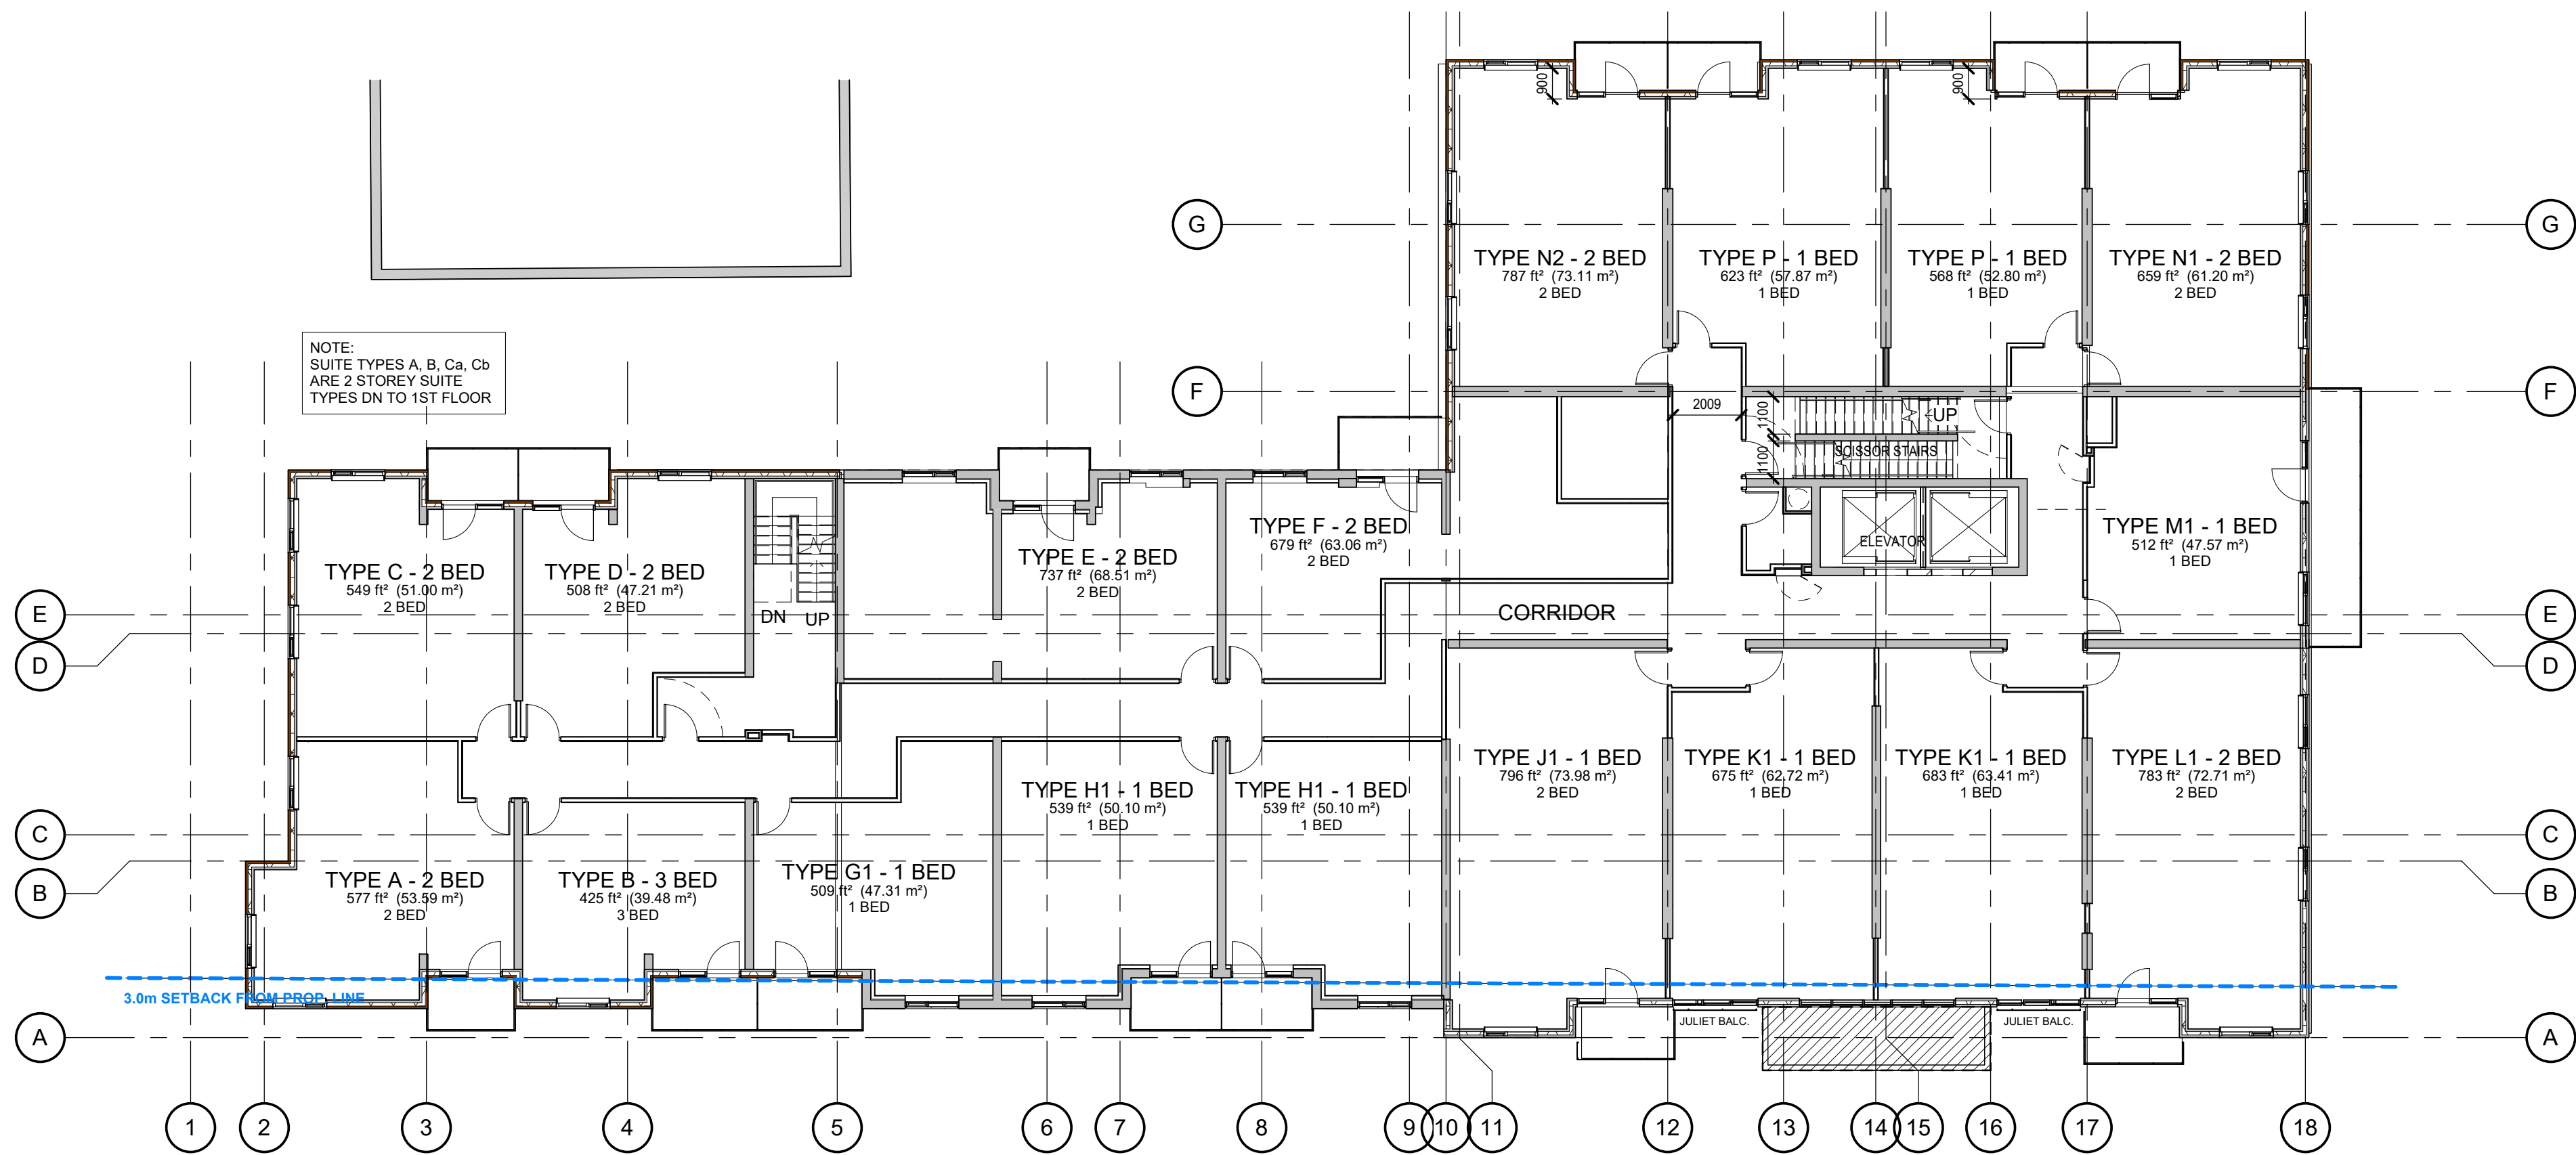 900
900
G
G
TYPE N2 - 2 BED
787 ft² (73.11 m²)
2 BED
TYPE P - 1 BED
623 ft² (57.87 m²)
1 BED
TYPE P - 1 BED
568 ft² (52.80 m²)
1 BED
TYPE N1 - 2 BED
659 ft² (61.20 m²)
2 BED
NOTE:
SUITE TYPES A, B, Ca, Cb
ARE 2 STOREY SUITE
TYPES DN TO 1ST FLOOR
F
F
2009
1100
UP
1100
SCISSOR STAIRS
ELEVATOR
TYPE C - 2 BED
549 ft² (51.00 m²)
2 BED
TYPE D - 2 BED
508 ft² (47.21 m²)
2 BED
DN
UP
TYPE E - 2 BED
737 ft² (68.51 m²)
2 BED
TYPE F - 2 BED
679 ft² (63.06 m²)
2 BED
TYPE M1 - 1 BED
512 ft² (47.57 m²)
1 BED
CORRIDOR
E
E
D
D
TYPE J1 - 1 BED
796 ft² (73.98 m²)
2 BED
TYPE K1 - 1 BED
675 ft² (62.72 m²)
1 BED
TYPE K1 - 1 BED
683 ft² (63.41 m²)
1 BED
TYPE L1 - 2 BED
783 ft² (72.71 m²)
2 BED
TYPE H1 - 1 BED
539 ft² (50.10 m²)
1 BED
TYPE H1 - 1 BED
539 ft² (50.10 m²)
1 BED
C
C
TYPE A - 2 BED
577 ft² (53.59 m²)
2 BED
TYPE B - 3 BED
425 ft² (39.48 m²)
3 BED
TYPE G1 - 1 BED
509 ft² (47.31 m²)
1 BED
B
B
3.0m SETBACK FROM PROP. LINE
JULIET BALC.
JULIET BALC.
A
A
1
2
3
4
5
6
7
8
9
10
11
12
13
14
15
16
17
18